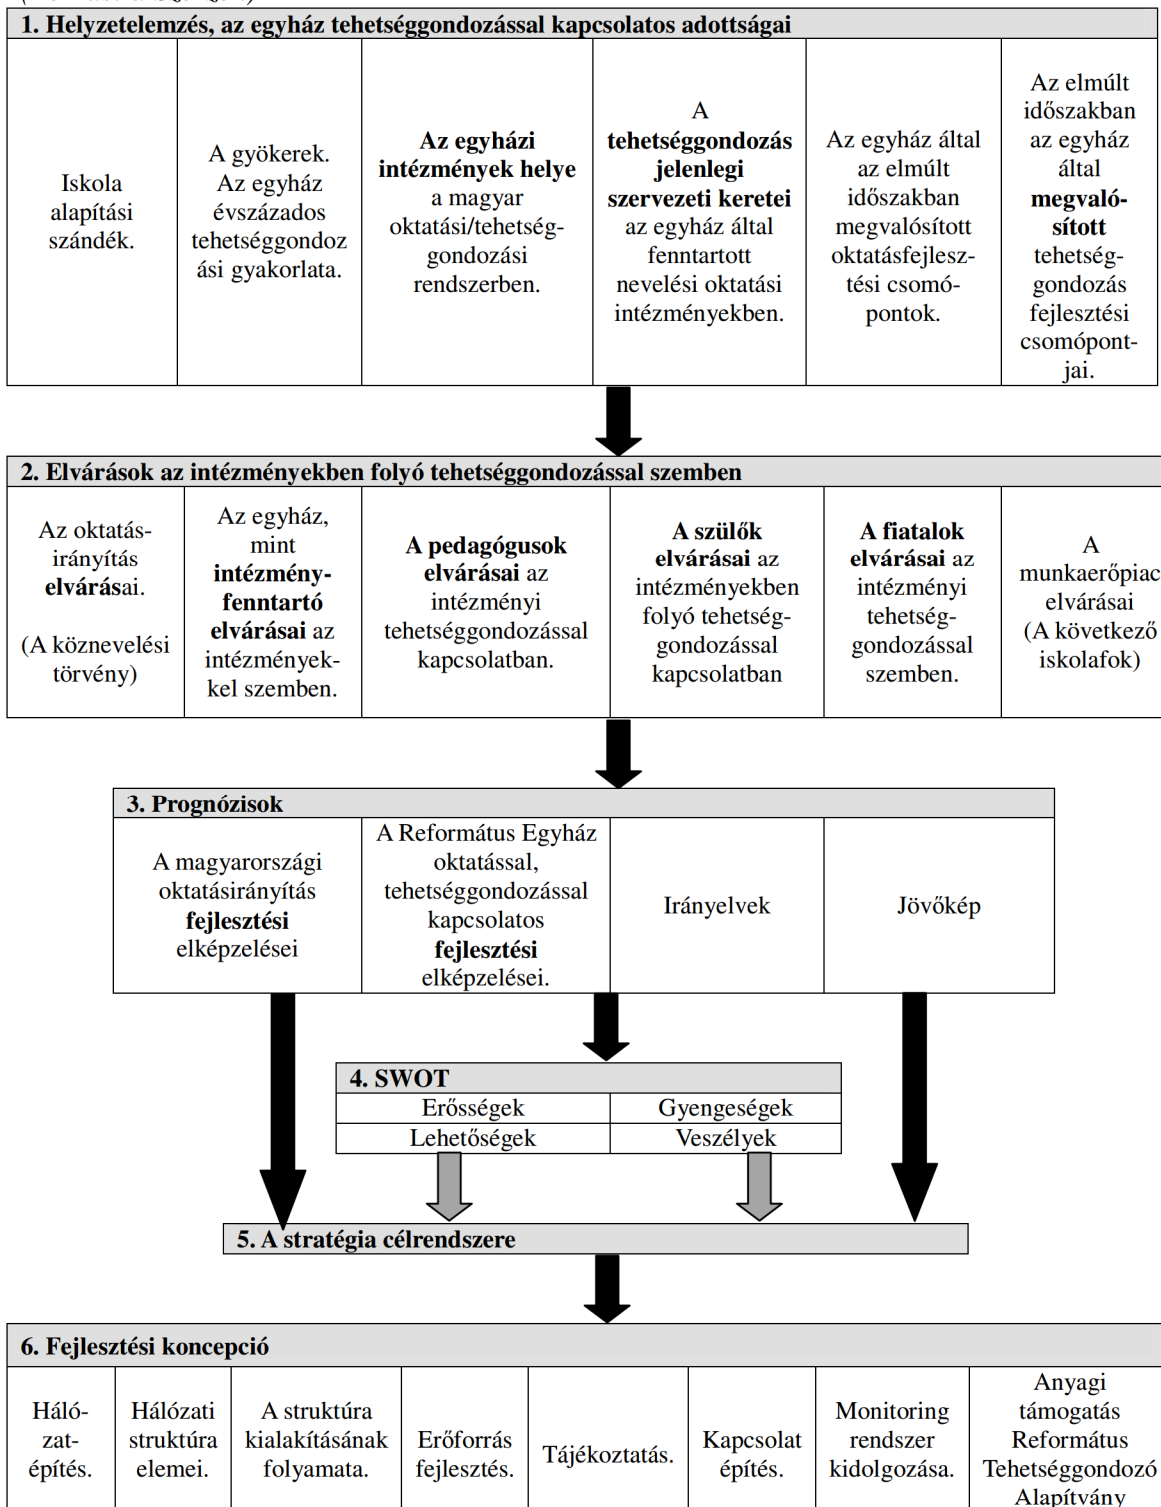 1. Helyzetelemzés, az egyház tehetséggondozással kapcsolatos adottságai
Iskola
alapítási
szándék.
A gyökerek.
Az egyház
évszázados
tehetséggondoz
ási gyakorlata.
Az egyházi
intézmények helye
a magyar
oktatási/tehetség-
gondozási
rendszerben.
A
tehetséggondozás
jelenlegi
szervezeti keretei
az egyház által
fenntartott
nevelési oktatási
intézményekben.
Az egyház által
az elmúlt
időszakban
megvalósított
oktatásfejlesz-
tési csomó-
pontok.
Az elmúlt
időszakban
az egyház
által
megvaló-
sított
tehetség-
gondozás
fejlesztési
csomópont-
jai.
2. Elvárások az intézményekben folyó tehetséggondozással szemben
Az oktatás-
irányítás
elvárásai.
(A köznevelési
törvény)
Az egyház,
mint
intézmény-
fenntartó
elvárásai az
intézmények-
kel szemben.
A pedagógusok
elvárásai az
intézményi
tehetséggondozással
kapcsolatban.
A szülők
elvárásai az
intézményekben
folyó tehetség-
gondozással
kapcsolatban
A fiatalok
elvárásai az
intézményi
tehetség-
gondozással
szemben.
A
munkaerőpiac
elvárásai
(A következő
iskolafok)
3. Prognózisok
A magyarországi
oktatásirányítás
fejlesztési
elképzelései
A Református Egyház
oktatással,
tehetséggondozással
kapcsolatos
fejlesztési
elképzelései.
Irányelvek
Jövőkép
4. SWOT
Erősségek
Gyengeségek
Lehetőségek
Veszélyek
5. A stratégia célrendszere
6. Fejlesztési koncepció
Háló-
zat-
építés.
Hálózati
struktúra
elemei.
A struktúra
kialakításának
folyamata.
Erőforrás
fejlesztés.
Tájékoztatás.
Kapcsolat
építés.
Monitoring
rendszer
kidolgozása.
Anyagi
támogatás
Református
Tehetséggondozó
Alapítvány